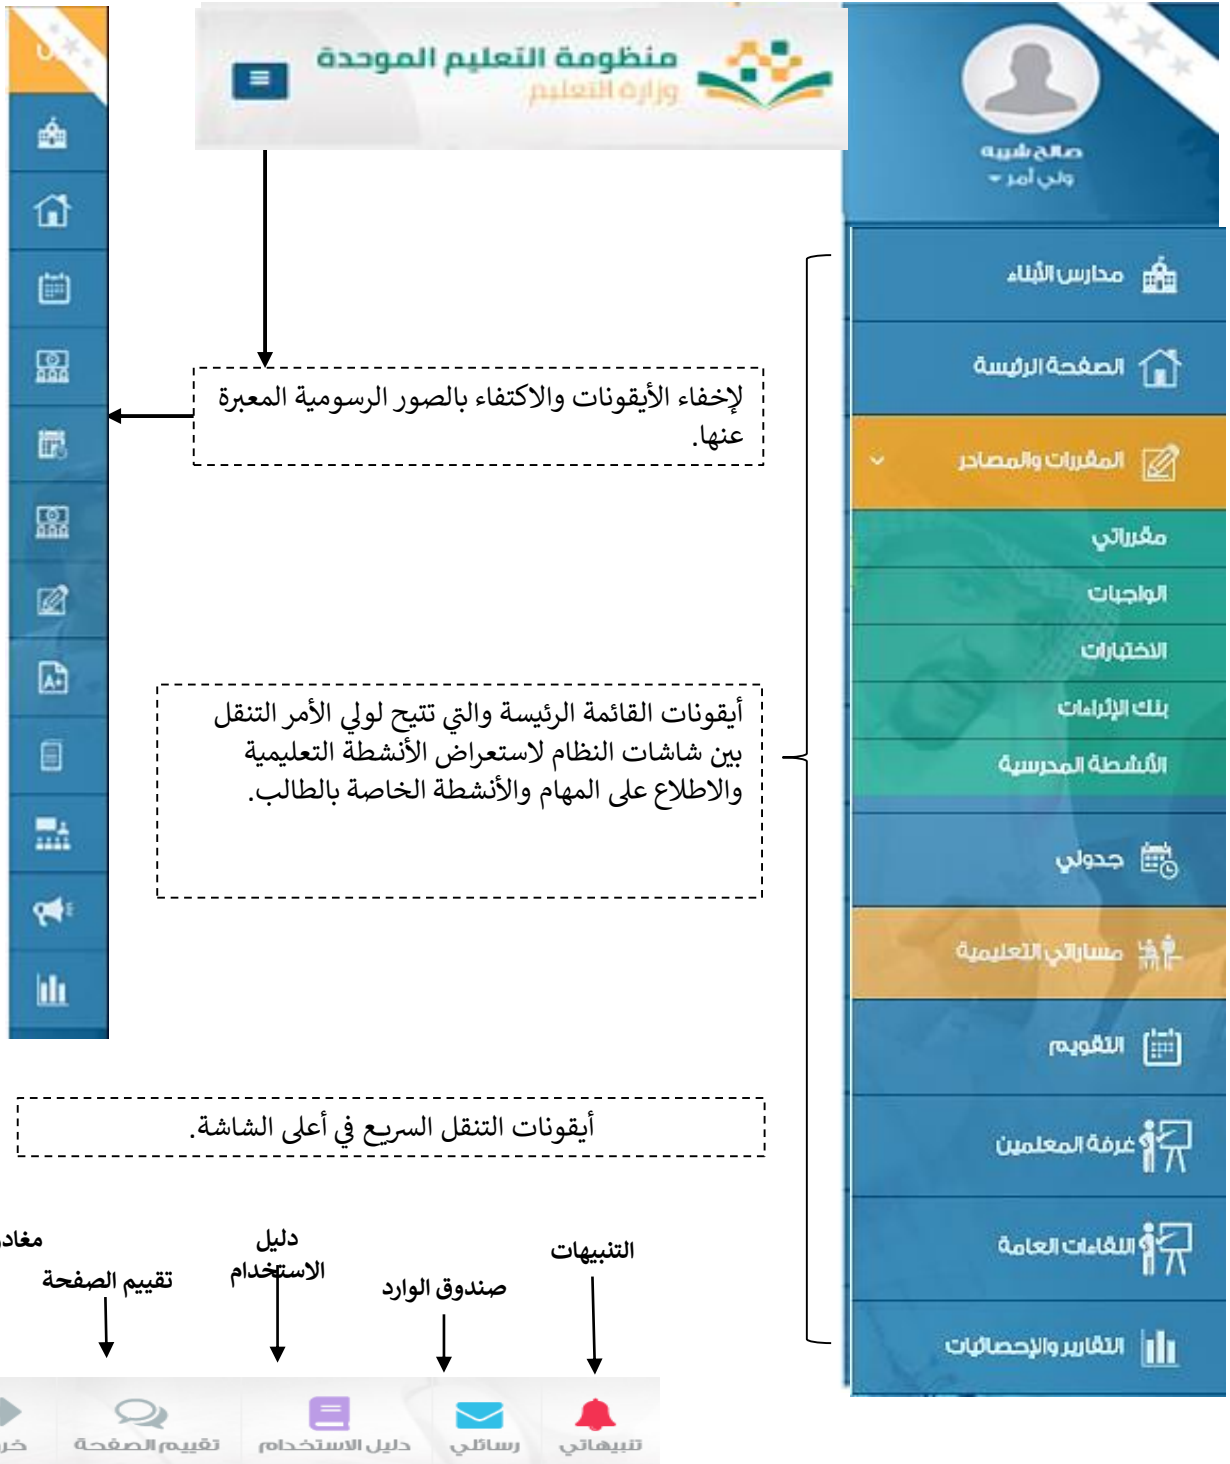 منظومة التعليم الموحدة
وزارة التعليم
صالح شيبه
ولي أمر
مدارس الأبناء
الصفحة الرئيسة
المقررات والمصادر
مقرراتي
الواجبات
الاختبارات
بنك الإثراءات
الأنشطة المدرسية
جدولي
مساراتي التعليمية
التقويم
غرفة المعلمين
اللقاءات العامة
التقارير والإحصائيات
لإخفاء الأيقونات والاكتفاء بالصور الرسومية المعبرة
عنها.
أيقونات القائمة الرئيسة والتي تتيح لولي الأمر التنقل
بين شاشات النظام لاستعراض الأنشطة التعليمية
والاطلاع على المهام والأنشطة الخاصة بالطالب.
A+
أيقونات التنقل السريع في أعلى الشاشة.
التنبيهات
صندوق الوارد
دليل
الاستخدام
تقييم الصفحة
تنبيهاتي
رسائلي
دليل الاستخدام
تقييم الصفحة